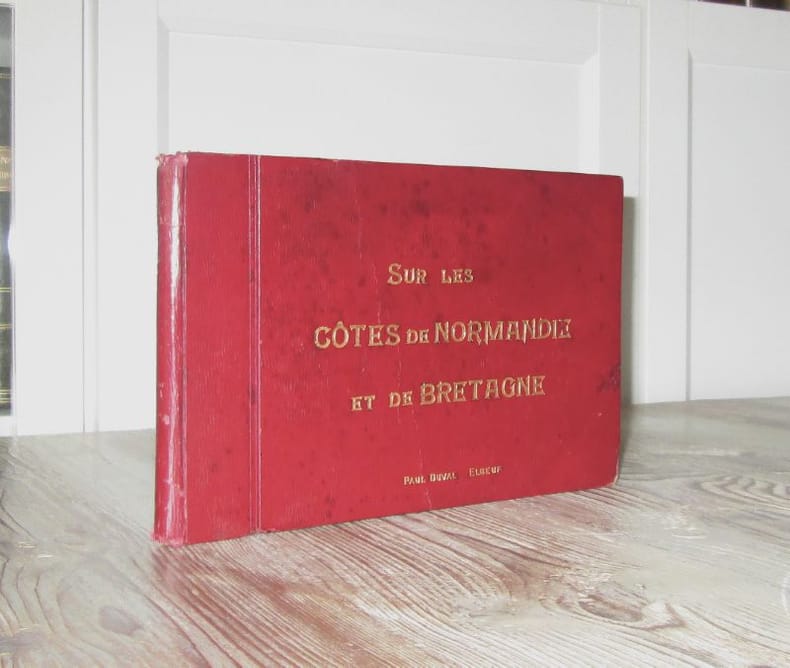 Sur les
CÔTES DE NORMANDIE
ET DE BRETAGNE
Paul Duval Elbeuf